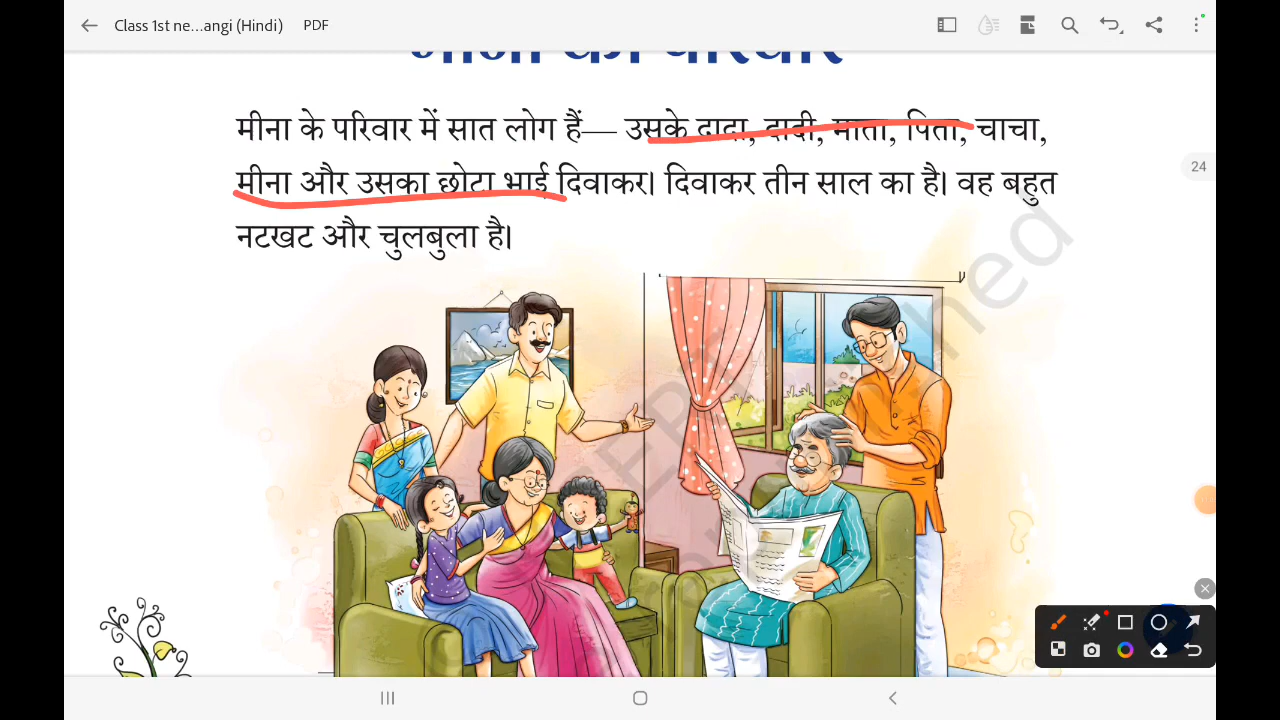 Class 1st ne...angi (Hindi) PDF
मीना के परिवार में सात लोग हैं— उसके दादा, दादी, माता, पिता, चाचा,
24
मीना और उसका छोटा भाई दिवाकर। दिवाकर तीन साल का है। वह बहुत
नटखट और चुलबुला है।